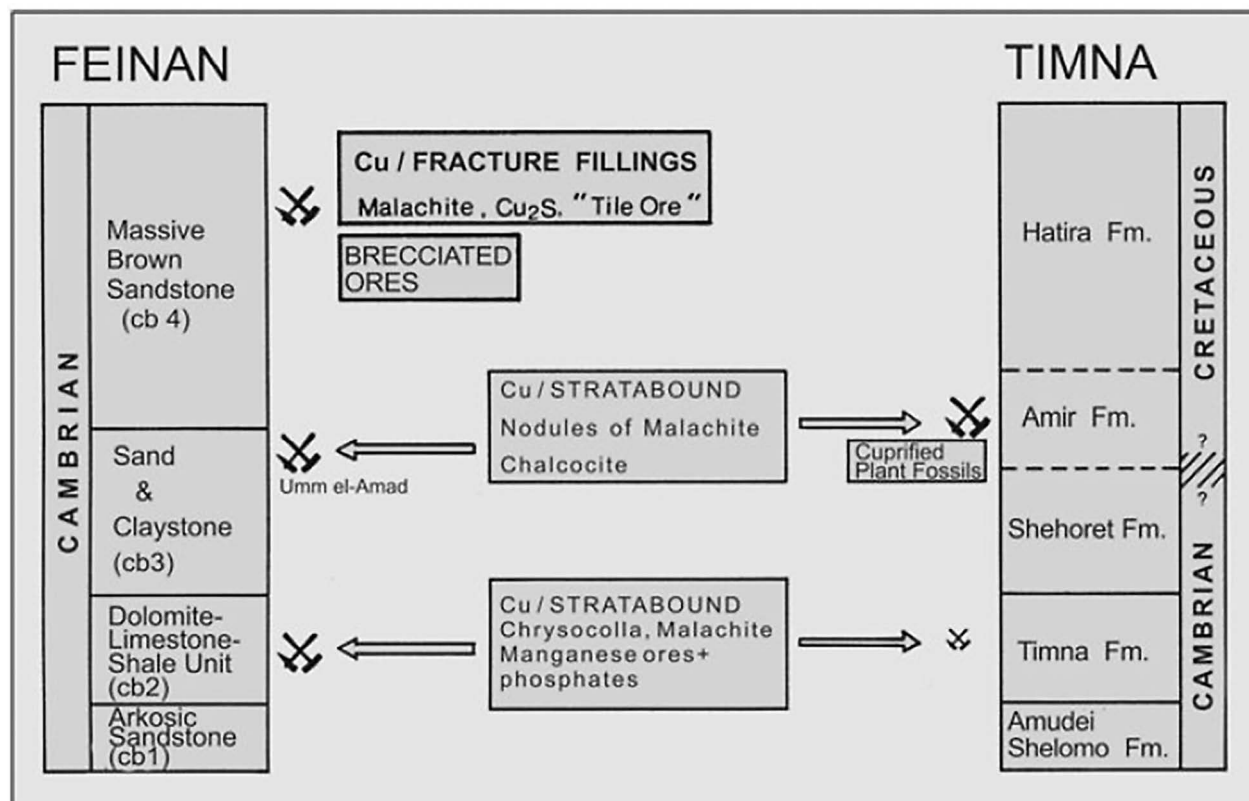 FEINAN
TIMNA
CAMBRIAN
Massive
Brown
Sandstone
(cb 4)
Sand
&
Claystone
(cb3)
Dolomite-
Limestone-
Shale Unit
(cb2)
Arkosic
Sandstone
(cb1)
Cu / FRACTURE FILLINGS
Malachite, Cu₂S. "Tile Ore"
BRECCIATED
ORES
Umm el-Amad
Cu / STRATABOUND
Nodules of Malachite
Chalcocite
Cuprified
Plant Fossils
Cu / STRATABOUND
Chrysocolla, Malachite
Manganese ores+
phosphates
Hatira Fm.
Amir Fm.
Shehoret Fm.
Timna Fm.
Amudei
Shelomo Fm.
CRETACEOUS
?
?
CAMBRIAN